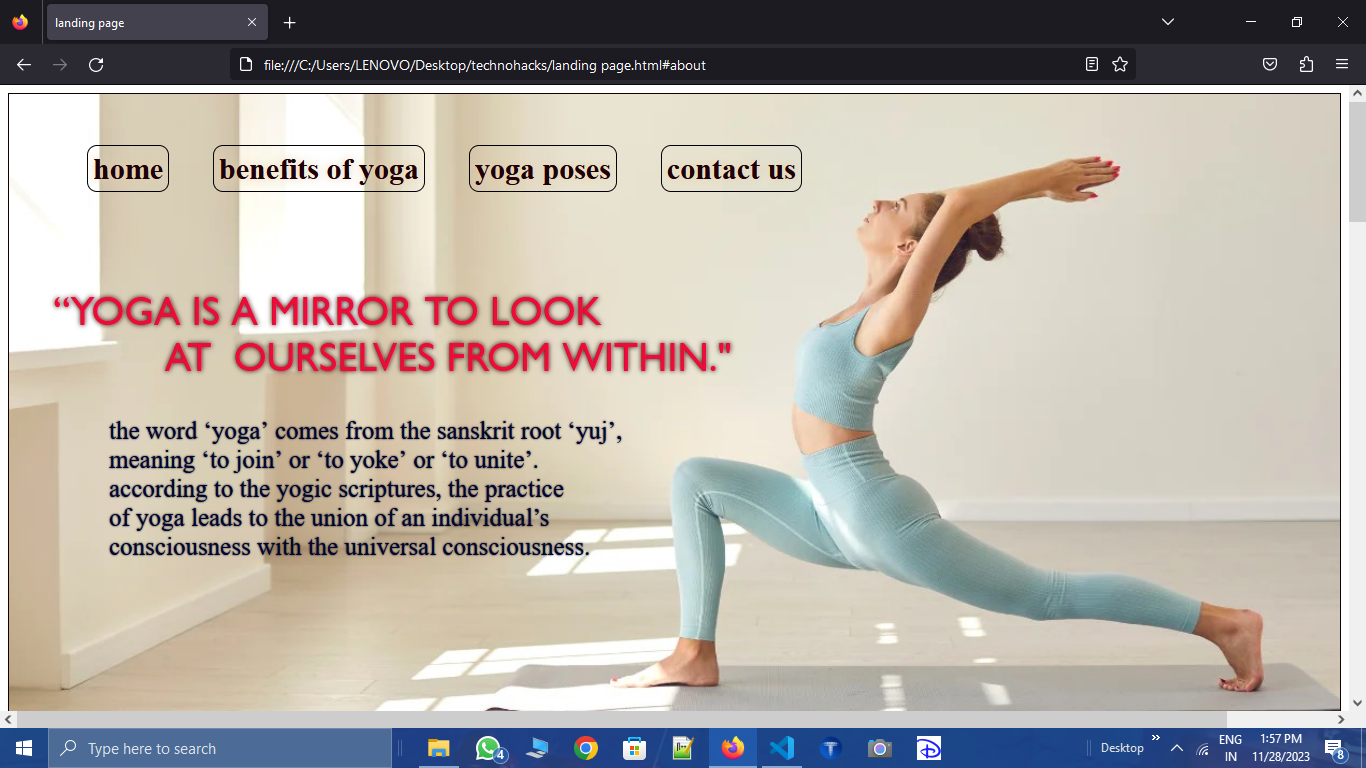 landing page
file:///C:/Users/LENOVO/Desktop/technohacks/landing page.html#about
home benefits of yoga yoga poses contact us
“YOGA IS A MIRROR TO LOOK
AT OURSELVES FROM WITHIN."
the word ‘yoga’ comes from the sanskrit root ‘yuj’,
meaning ‘to join’ or ‘to yoke’ or ‘to unite’.
according to the yogic scriptures, the practice
of yoga leads to the union of an individual’s
consciousness with the universal consciousness.
Type here to search
4
Desktop
ENG
IN
1:57 PM
11/28/2023
8